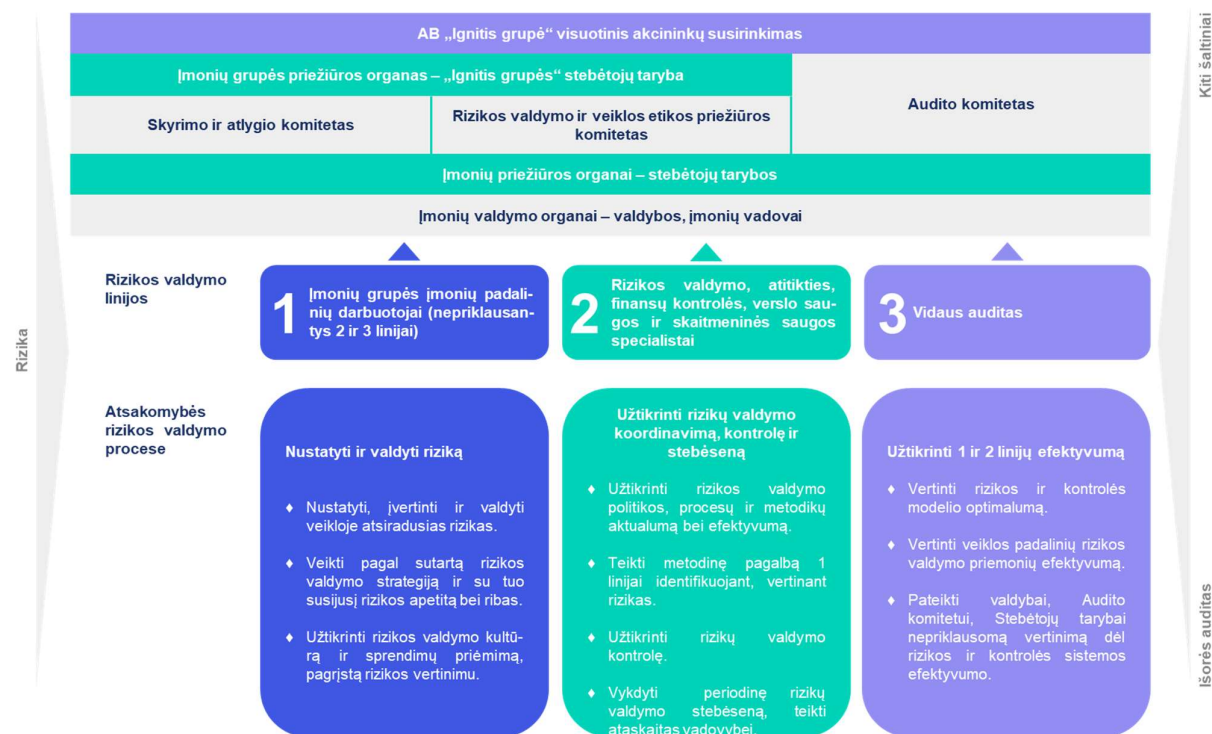 AB „Ignitis grupė“ visuotinis akcininkų susirinkimas
Įmonių grupės priežiūros organas – „Ignitis grupės“ stebėtojų taryba
Audito komitetas
Skyrimo ir atlygio komitetas
Rizikos valdymo ir veiklos etikos priežiūros
komitetas
Įmonių priežiūros organai – stebėtojų tarybos
Įmonių valdymo organai – valdybos, įmonių vadovai
Kiti šaltiniai
Rizika
Išorės auditas
Rizikos valdymo
linijos
1
Įmonių grupės įmonių padali-
nių darbuotojai (nepriklausan-
tys 2 ir 3 linijai)
2
Rizikos valdymo, atitikties,
finansų kontrolės, verslo sau-
gos ir skaitmeninės saugos
specialistai
3
Vidaus auditas
Atsakomybės
rizikos valdymo
procese
Nustatyti ir valdyti riziką
♦ Nustatyti, įvertinti ir valdyti
veikloje atsiradusias rizikas.
♦ Veikti pagal sutartą rizikos
valdymo strategiją ir su tuo
susijusį rizikos apetitą bei ribas.
♦ Užtikrinti rizikos valdymo kultū-
rą ir sprendimų priėmimą,
pagrįstą rizikos vertinimu.
Užtikrinti rizikų valdymo
koordinavimą, kontrolę ir
stebėseną
♦ Užtikrinti rizikos valdymo
politikos, procesų ir metodikų
aktualumą bei efektyvumą.
♦ Teikti metodinę pagalbą 1
linijai identifikuojant, vertinant
rizikas.
♦ Užtikrinti rizikų valdymo
kontrolę.
♦ Vykdyti periodinę rizikų
valdymo stebėseną, teikti
ataskaitas vadovybei
Užtikrinti 1 ir 2 linijų efektyvumą
♦ Vertinti rizikos ir kontrolės
modelio optimalumą.
♦ Vertinti veiklos padalinių rizikos
valdymo priemonių efektyvumą.
♦ Pateikti valdybai, Audito
komitetui, Stebėtojų tarybai
nepriklausomą vertinimą dėl
rizikos ir kontrolės sistemos
efektyvumo.